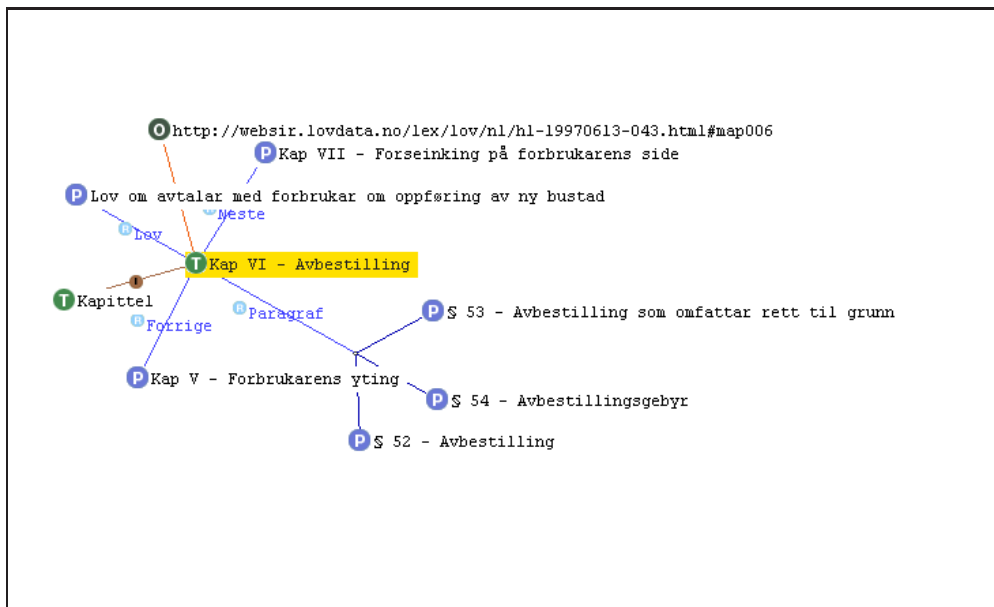 O http://websir.lovdata.no/lex/lov/nl/hl-19970613-043.html#map006
P Kap VII - Forseinking på forbrukarens side
P Lov om avtalar med forbrukar om oppføring av ny bustad
R Neste
R Lov
T Kap VI - Avbestilling
I
T Kapittel
R Forrige
R Paragraf
P § 53 - Avbestilling som omfattar rett til grunn
P Kap V - Forbrukarens yting
P § 54 - Avbestillingsgebyr
P § 52 - Avbestilling